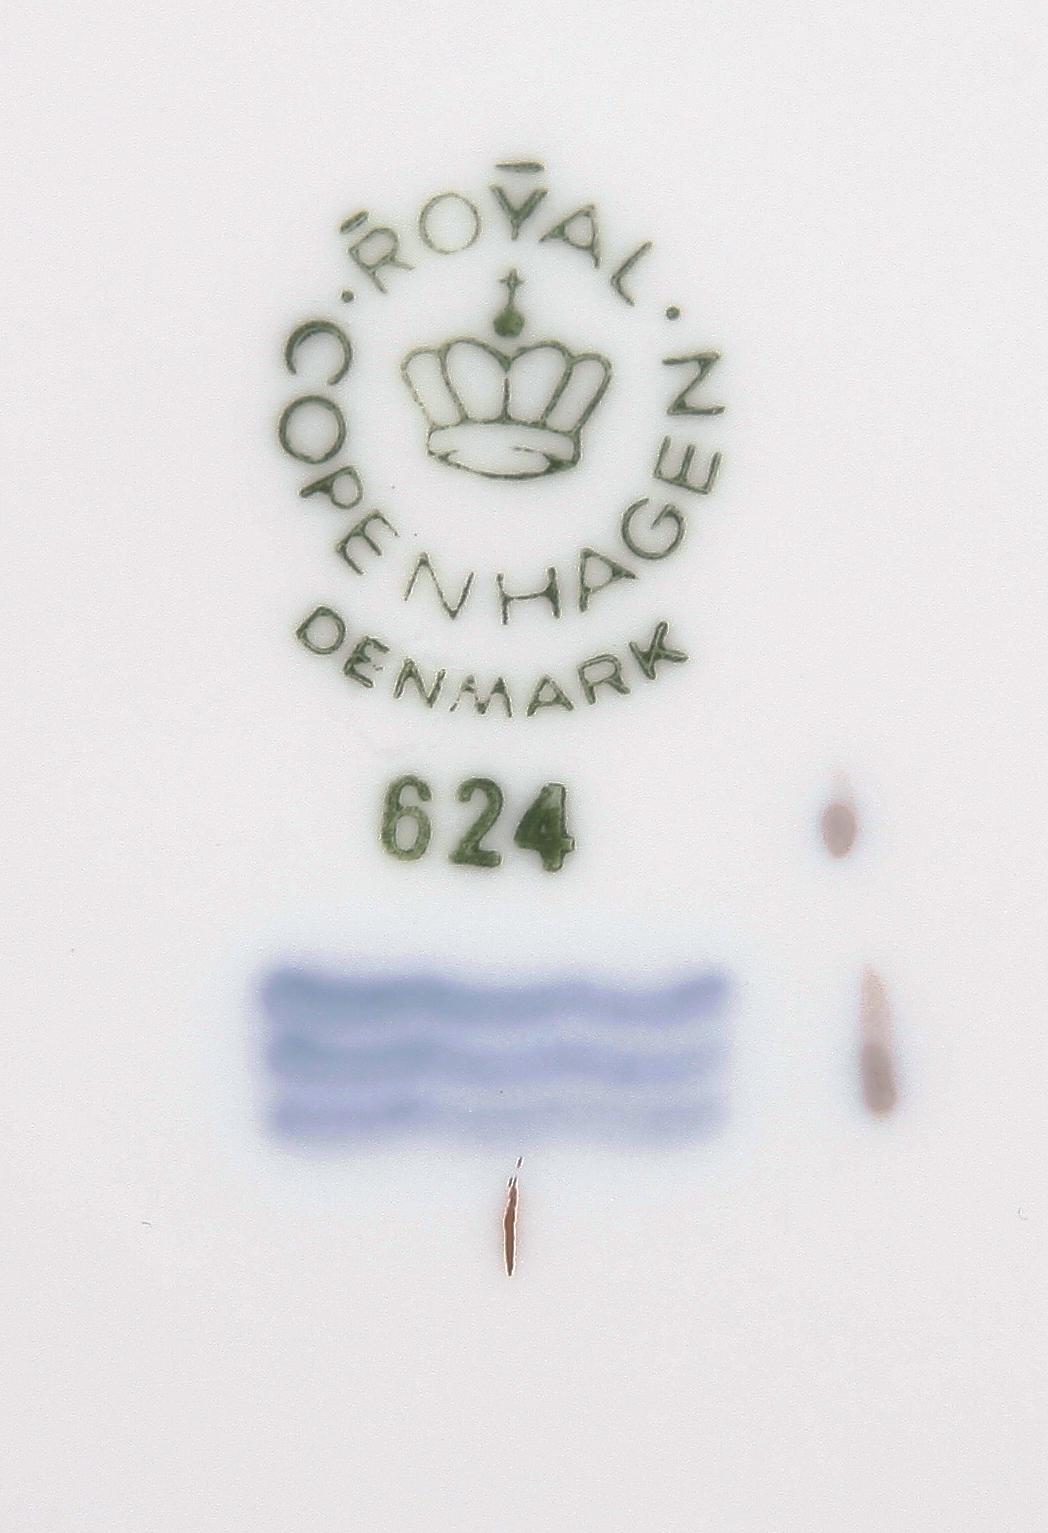 ROYAL
COPENHAGEN
DENMARK
624